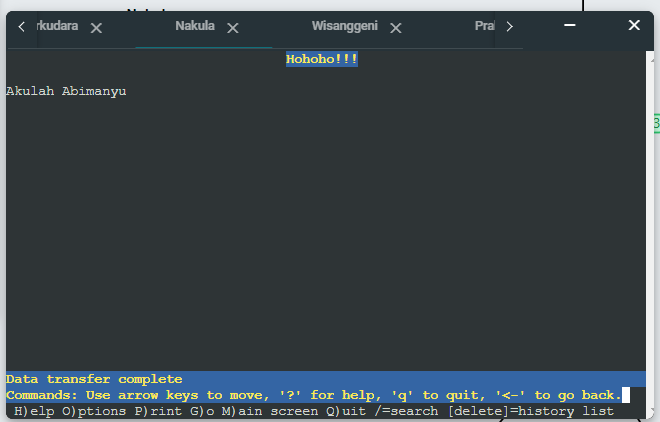 rkudara Nakula Wisanggeni Pra
Hohoho!!!
Akulah Abimanyu
Data transfer complete
Commands: Use arrow keys to move, '?' for help, 'q' to quit, '<-' to go back.
H)elp O)ptions P)rint G)o M)ain screen Q)uit /=search [delete]=history list